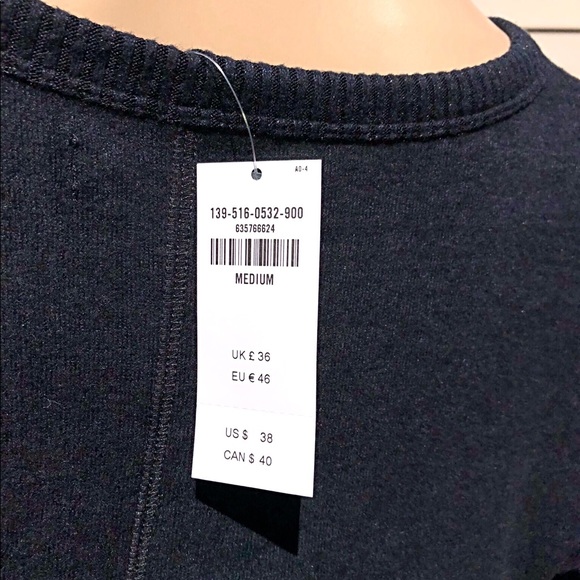 A0-4
139-516-0532-900
635766624
MEDIUM
UK £ 36
EU € 46
US $ 38
CAN $ 40